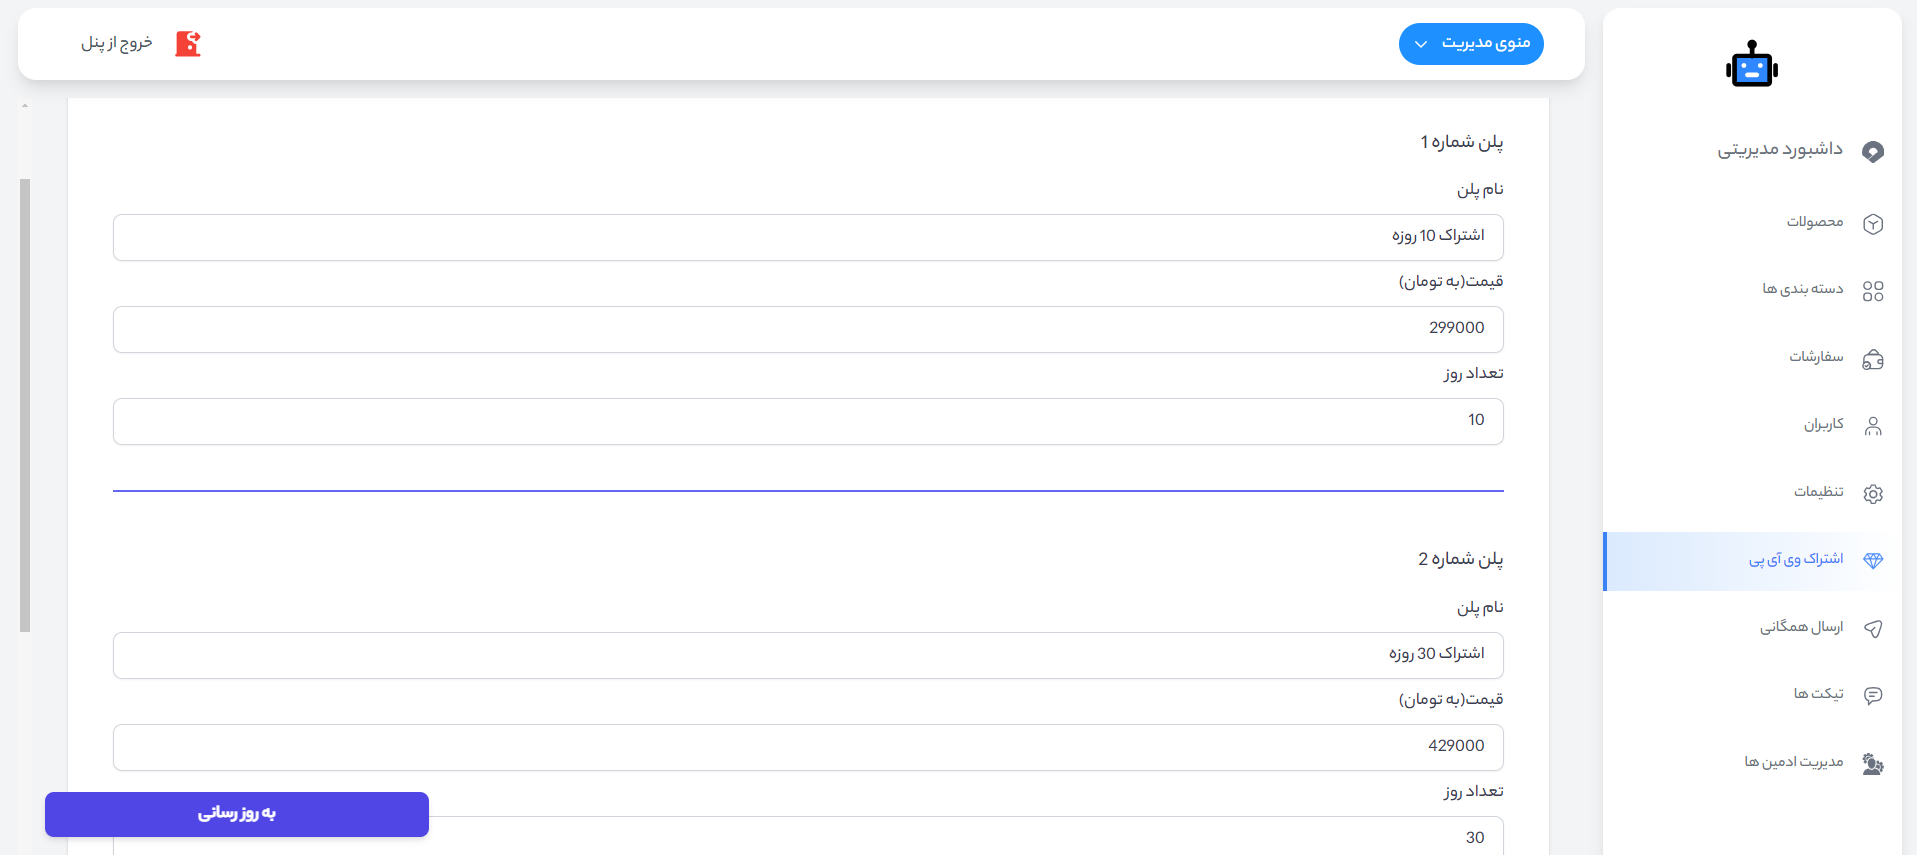 داشبورد مدیریتی
محصولات
دسته بندی ها
سفارشات
کاربران
تنظیمات
اشتراک وی آی پی
ارسال همگانی
تیکت ها
مدیریت ادمین ها
منوی مدیریت
خروج از پنل
پلن شماره 1
نام پلن
اشتراک 10 روزه
قیمت(به تومان)
299000
تعداد روز
10
پلن شماره 2
نام پلن
اشتراک 30 روزه
قیمت(به تومان)
429000
تعداد روز
30
به روز رسانی